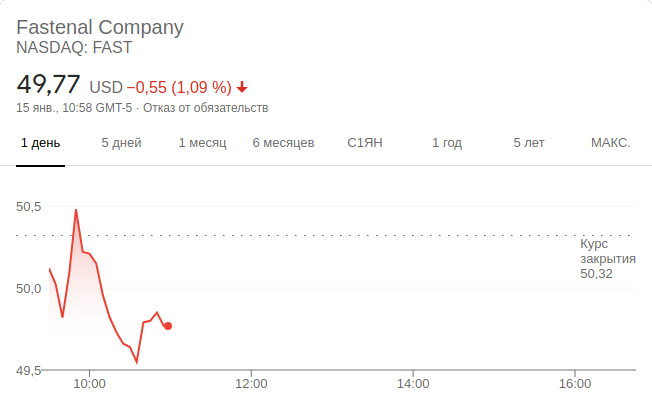 Fastenal Company
NASDAQ: FAST
49,77 USD −0,55 (1,09 %)
15 янв., 10:58 GMT-5 · Отказ от обязательств
1 день 5 дней 1 месяц 6 месяцев С1ЯН 1 год 5 лет МАКС.
50,5
Курс
закрытия
50,32
50,0
49,5
10:00 12:00 14:00 16:00